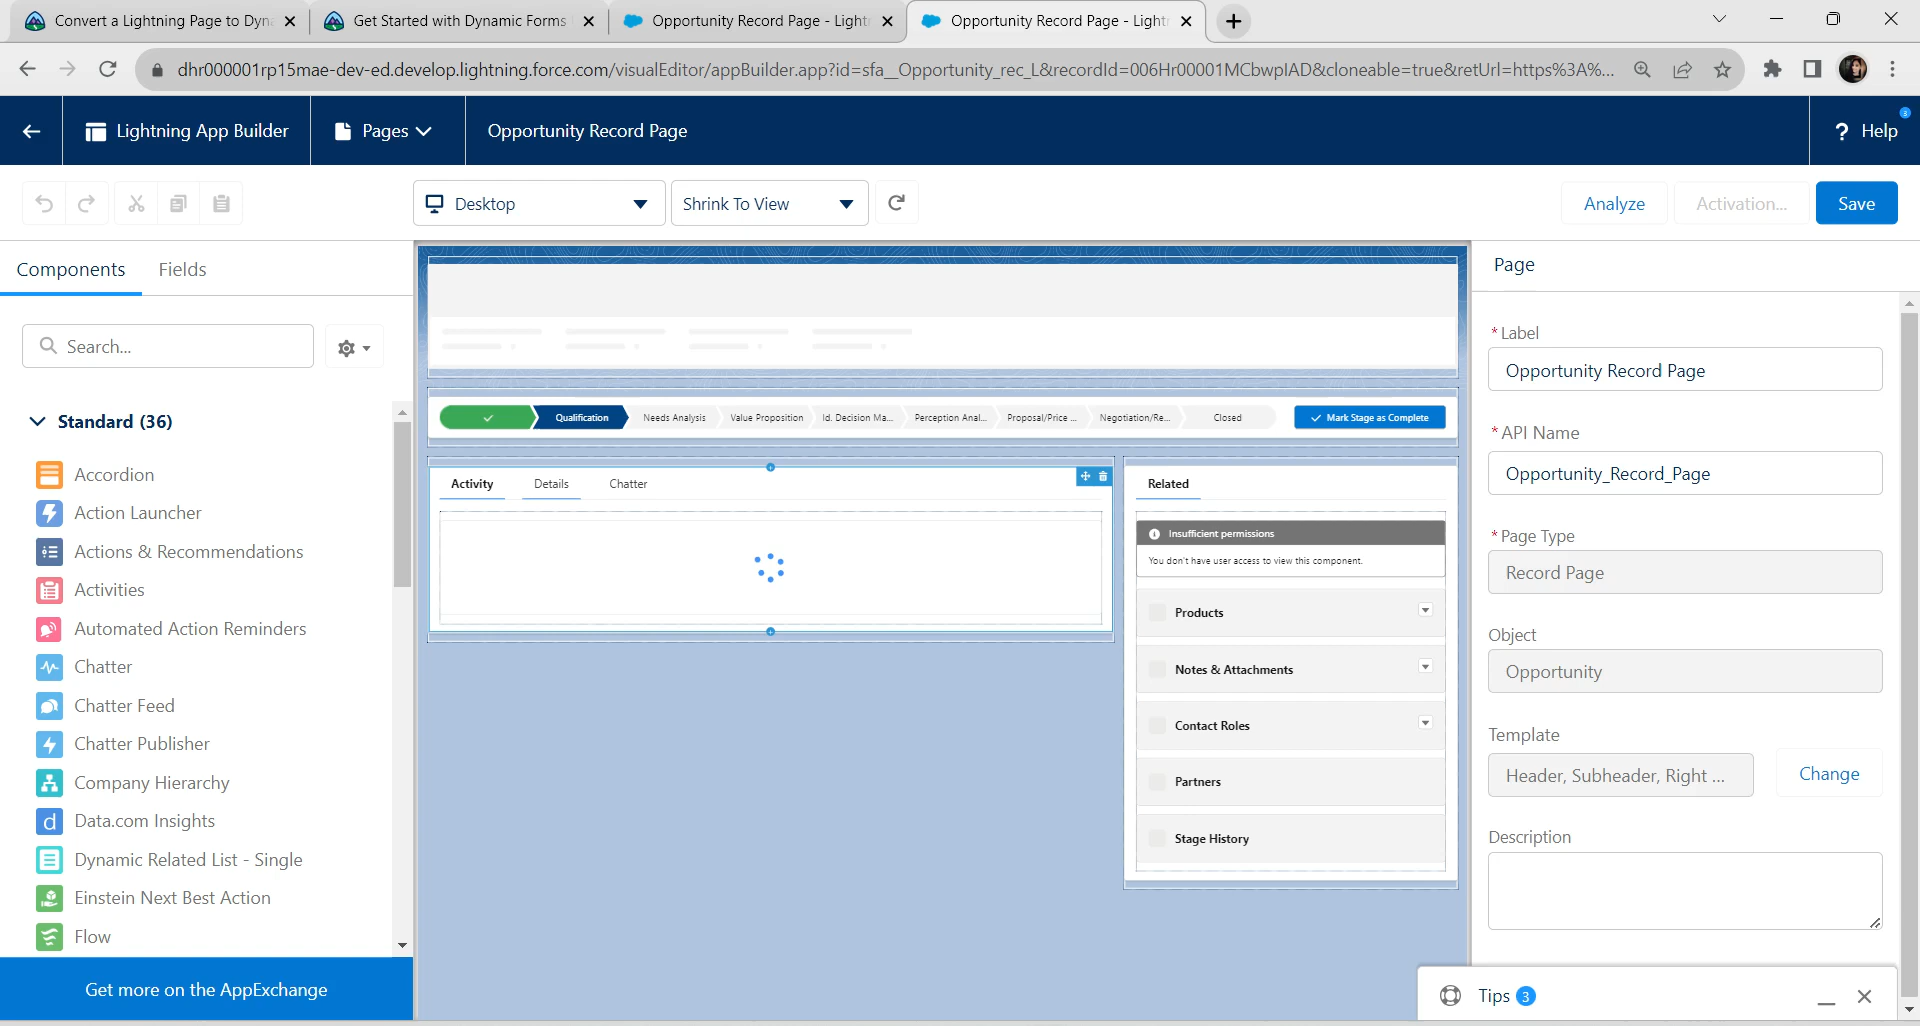 Convert a Lightning Page to Dyna
Get Started with Dynamic Forms
Opportunity Record Page - Light
Opportunity Record Page - Light
dhr000001rp15mae-dev-ed.develop.lightning.force.com/visualEditor/appBuilder.app?id=sfa__Opportunity_rec_L&recordId=006Hr00001MCbwpIAD&cloneable=true&retUrl=https%3A%...
Lightning App Builder
Pages
Opportunity Record Page
? Help
3
Desktop
Shrink To View
Analyze
Activation...
Save
Components
Fields
Search...
Standard (36)
Accordion
Action Launcher
Actions & Recommendations
Activities
Automated Action Reminders
Chatter
Chatter Feed
Chatter Publisher
Company Hierarchy
Data.com Insights
Dynamic Related List - Single
Einstein Next Best Action
Flow
Get more on the AppExchange
Qualification
Needs Analysis
Value Proposition
Id. Decision Ma...
Perception Anal...
Proposal/Price ...
Negotiation/Re...
Closed
Mark Stage as Complete
Activity
Details
Chatter
Related
Insufficient permissions
You don't have user access to view this component.
Products
Notes & Attachments
Contact Roles
Partners
Stage History
Page
* Label
Opportunity Record Page
* API Name
Opportunity_Record_Page
* Page Type
Record Page
Object
Opportunity
Template
Header, Subheader, Right ...
Change
Description
Tips 3